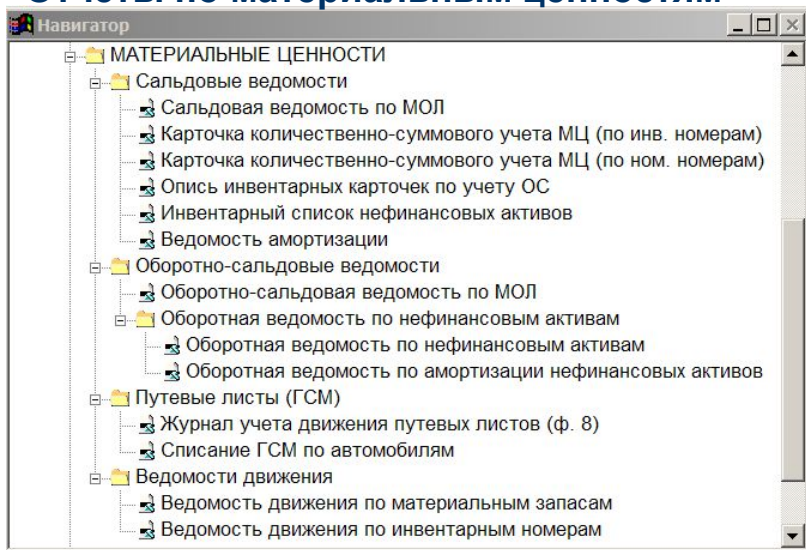 Отчеты по материальным ценностям
Навигатор
МАТЕРИАЛЬНЫЕ ЦЕННОСТИ
Сальдовые ведомости
Сальдовая ведомость по МОЛ
Карточка количественно-суммового учета МЦ (по инв. номерам)
Карточка количественно-суммового учета МЦ (по ном. номерам)
Опись инвентарных карточек по учету ОС
Инвентарный список нефинансовых активов
Ведомость амортизации
Оборотно-сальдовые ведомости
Оборотно-сальдовая ведомость по МОЛ
Оборотная ведомость по нефинансовым активам
Оборотная ведомость по нефинансовым активам
Оборотная ведомость по амортизации нефинансовых активов
Путевые листы (ГСМ)
Журнал учета движения путевых листов (ф. 8)
Списание ГСМ по автомобилям
Ведомости движения
Ведомость движения по материальным запасам
Ведомость движения по инвентарным номерам